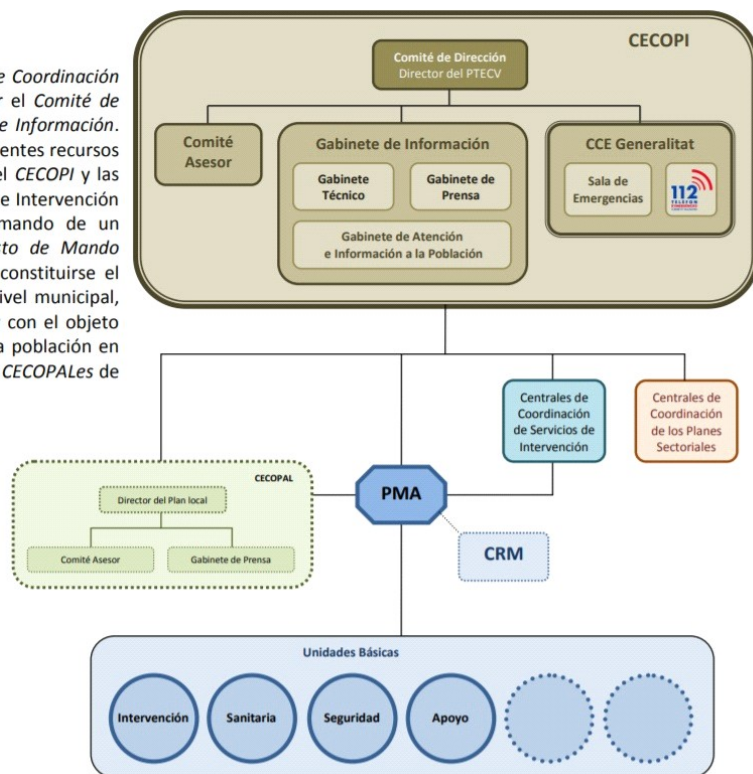 e Coordinación
r el Comité de
e Información.
entes recursos
el CECOPI y las
e Intervención
mando de un
sto de Mando
constituirse el
ivel municipal,
con el objeto
a población en
CECOPALes de
CECOPI
Comité de Dirección
Director del PTECV
Comité
Asesor
Gabinete de Información
Gabinete
Técnico
Gabinete de
Prensa
Gabinete de Atención
e Información a la Población
CCE Generalitat
Sala de
Emergencias
112
Centrales de
Coordinación
de Servicios de
Intervención
Centrales de
Coordinación
de los Planes
Sectoriales
CECOPAL
Director del Plan local
Comité Asesor
Gabinete de Prensa
PMA
CRM
Unidades Básicas
Intervención
Sanitaria
Seguridad
Apoyo